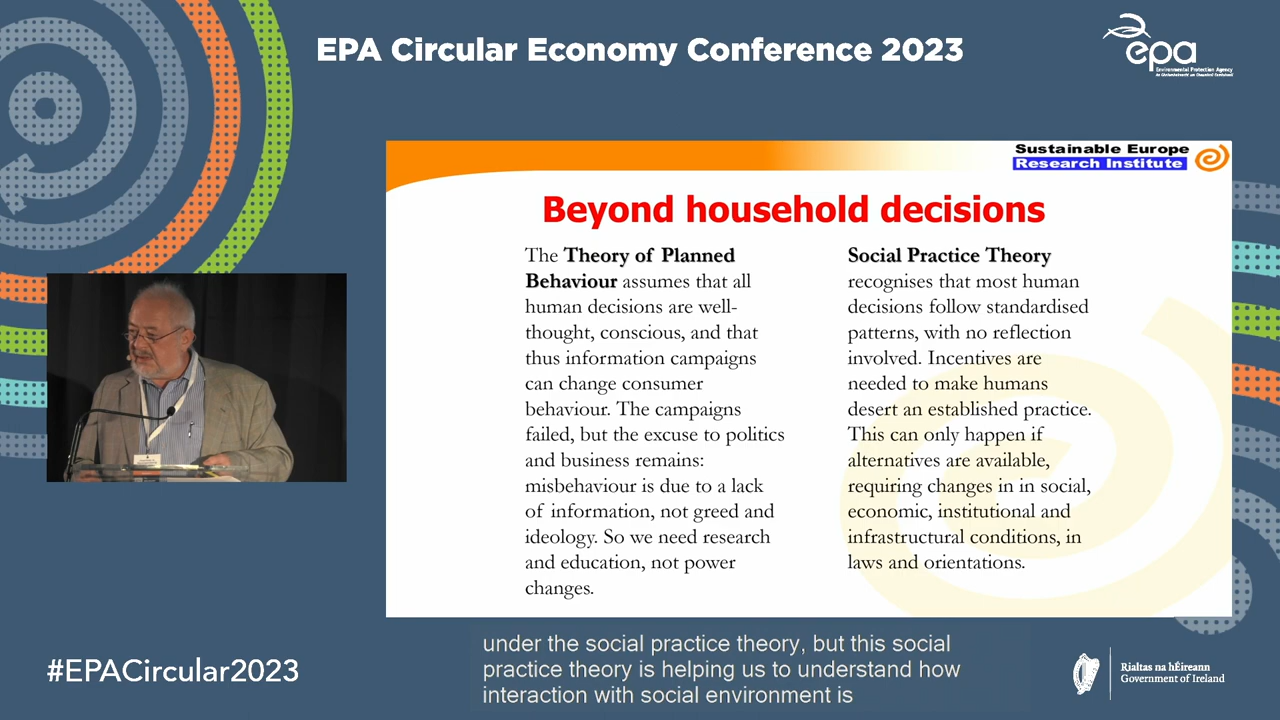 EPA Circular Economy Conference 2023
epa
Environmental Protection Agency
Sustainable Europe
Research Institute
Beyond household decisions
The Theory of Planned
Behaviour assumes that all
human decisions are well-
thought, conscious, and that
thus information campaigns
can change consumer
behaviour. The campaigns
failed, but the excuse to politics
and business remains:
misbehaviour is due to a lack
of information, not greed and
ideology. So we need research
and education, not power
changes.
Social Practice Theory
recognises that most human
decisions follow standardised
patterns, with no reflection
involved. Incentives are
needed to make humans
desert an established practice.
This can only happen if
alternatives are available,
requiring changes in in social,
economic, institutional and
infrastructural conditions, in
laws and orientations.
under the social practice theory, but this social
practice theory is helping us to understand how
interaction with social environment is
#EPACircular2023
Rialtas na hÉireann
Government of Ireland